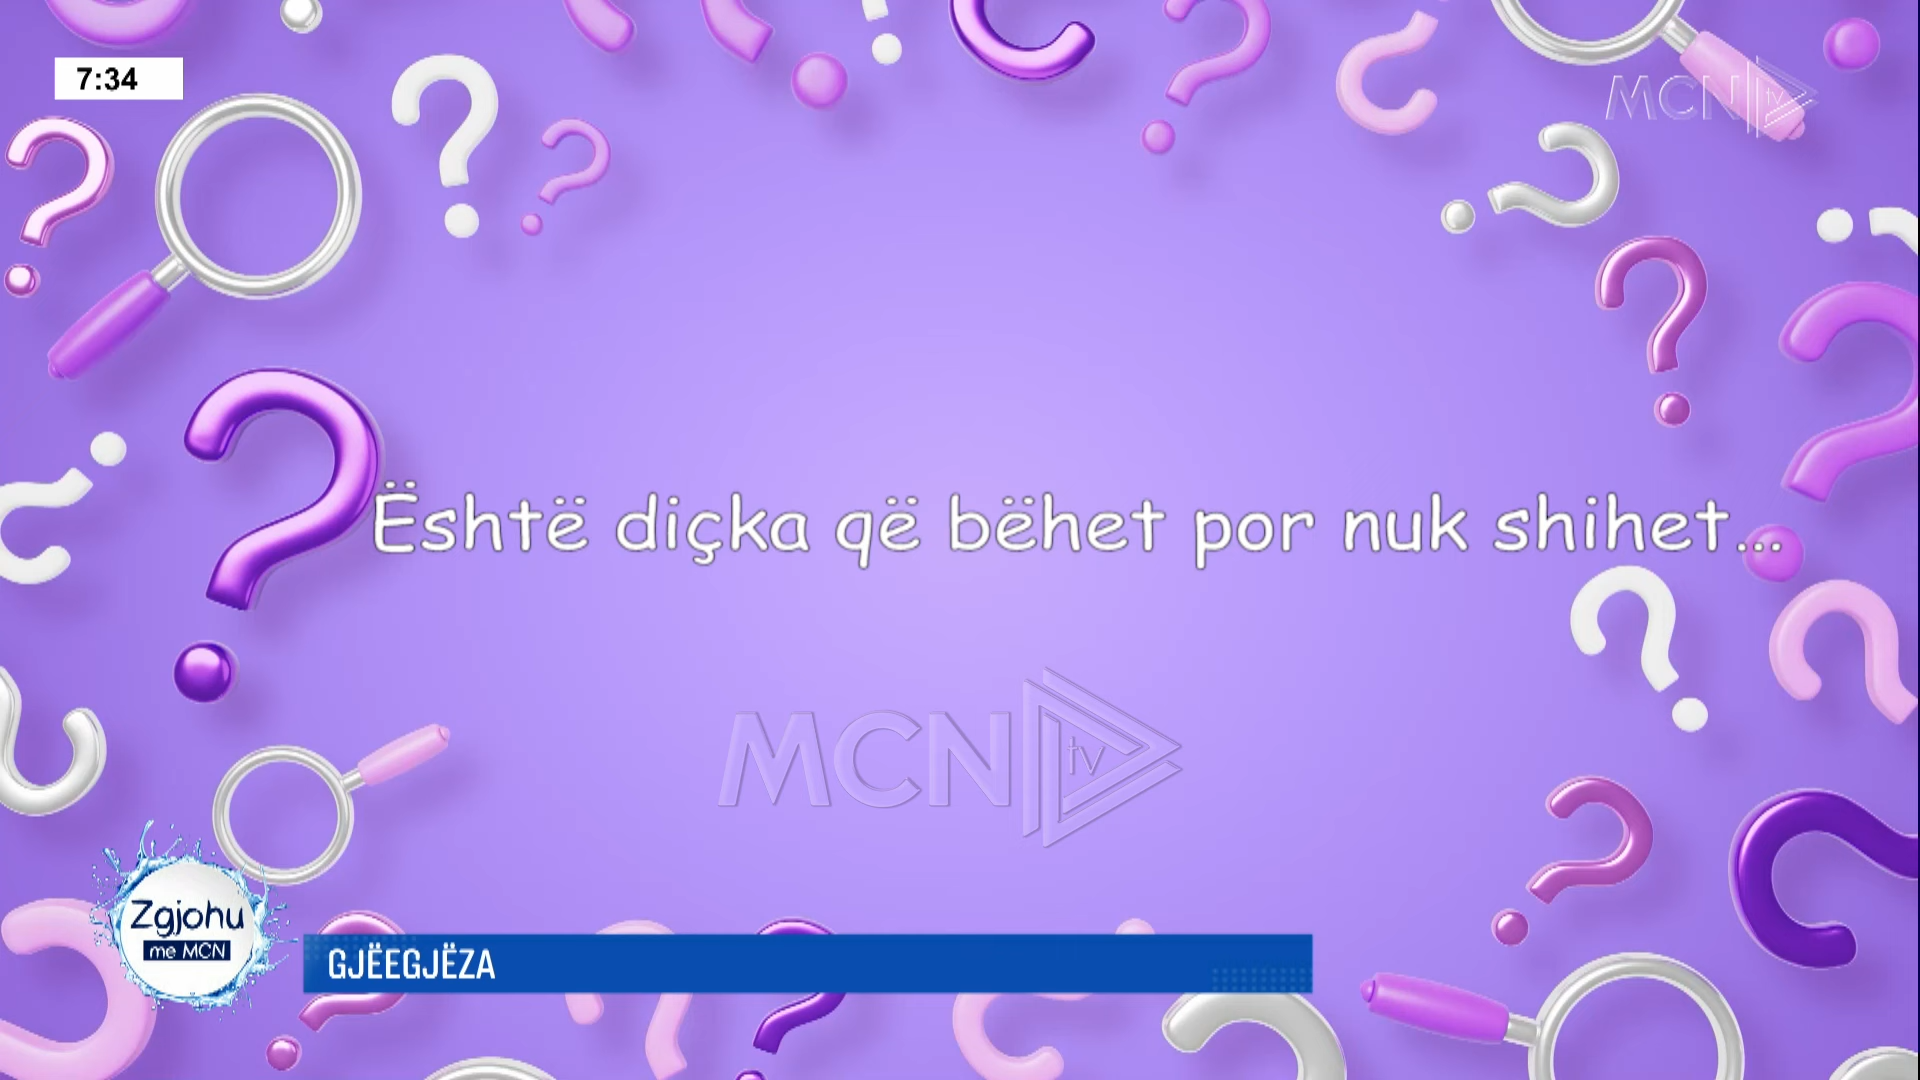 7:34
MCN tv
Është diçka që bëhet por nuk shihet...
MCN tv
Zgjohu
me MCN
GJËEGJËZA